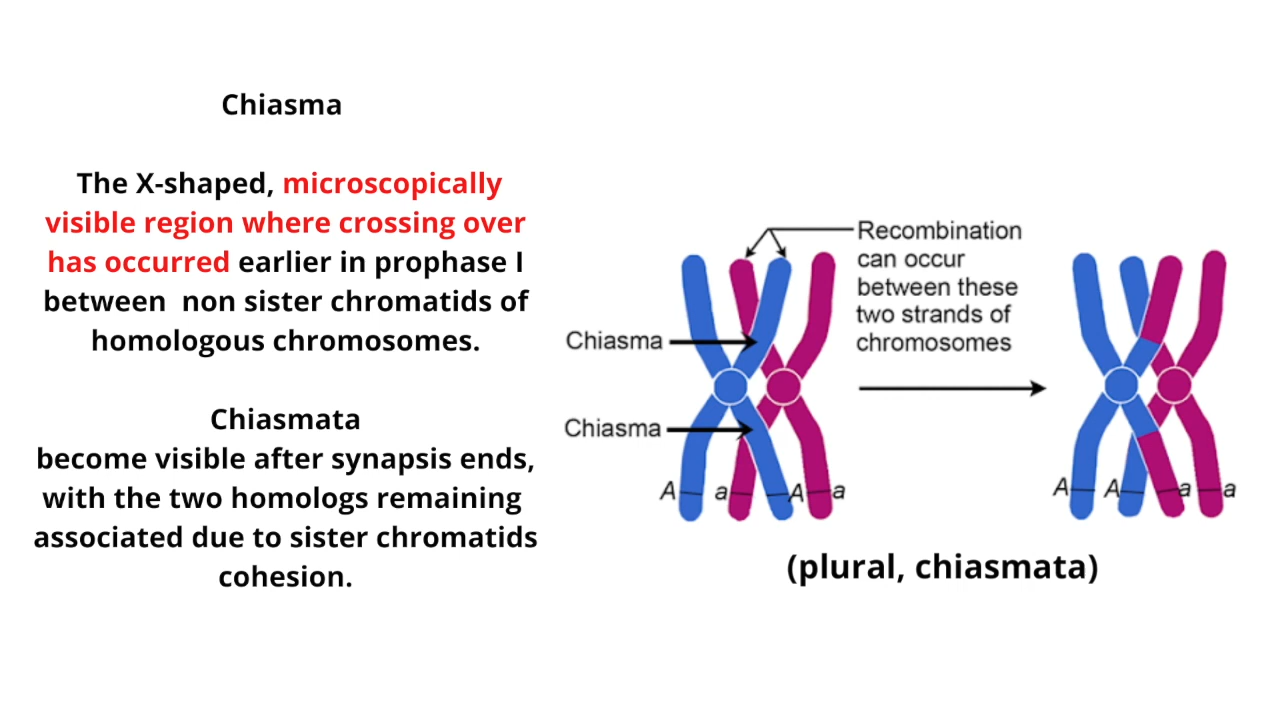 Chiasma
The X-shaped, microscopically
visible region where crossing over
has occurred earlier in prophase I
between  non sister chromatids of
homologous chromosomes.
Chiasmata
become visible after synapsis ends,
with the two homologs remaining
associated due to sister chromatids
cohesion.
Recombination
can occur
between these
two strands of
chromosomes
Chiasma
Chiasma
A a A a
A A a a
(plural, chiasmata)